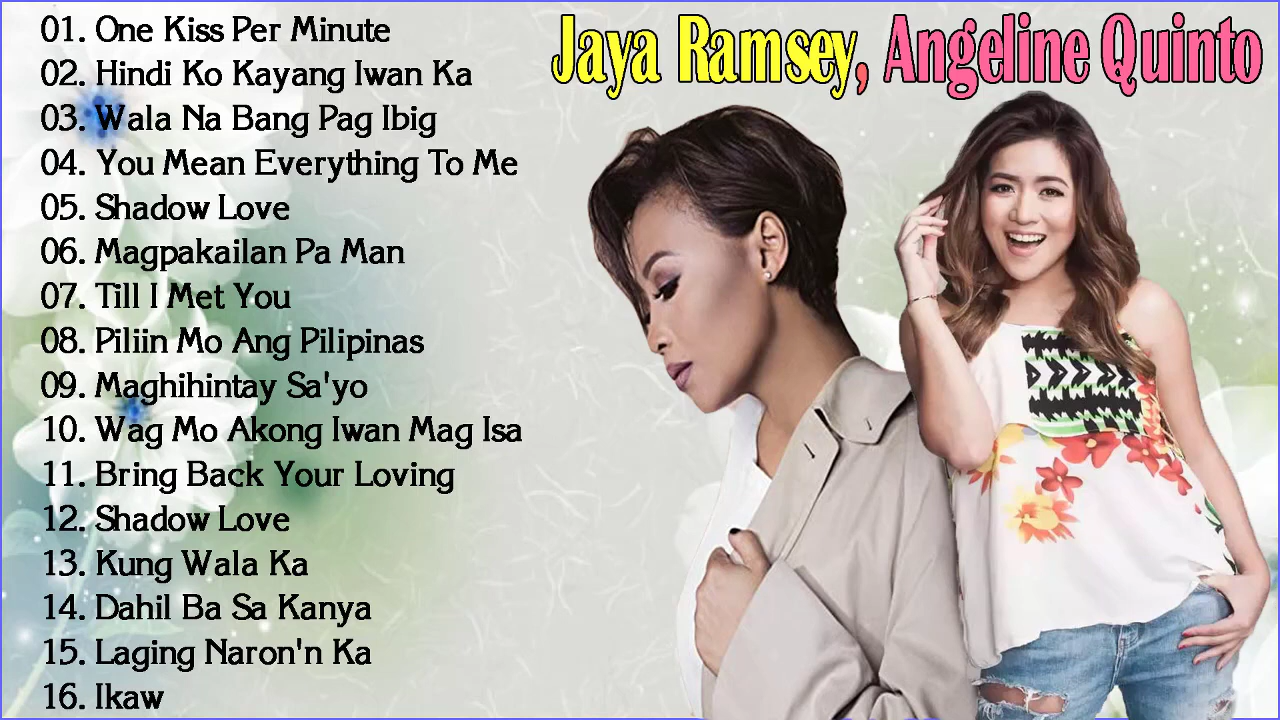 01. One Kiss Per Minute
02. Hindi Ko Kayang Iwan Ka
03. Wala Na Bang Pag Ibig
04. You Mean Everything To Me
05. Shadow Love
06. Magpakailan Pa Man
07. Till I Met You
08. Piliin Mo Ang Pilipinas
09. Maghihintay Sa'yo
10. Wag Mo Akong Iwan Mag Isa
11. Bring Back Your Loving
12. Shadow Love
13. Kung Wala Ka
14. Dahil Ba Sa Kanya
15. Laging Naron'n Ka
16. Ikaw
Jaya Ramsey, Angeline Quinto